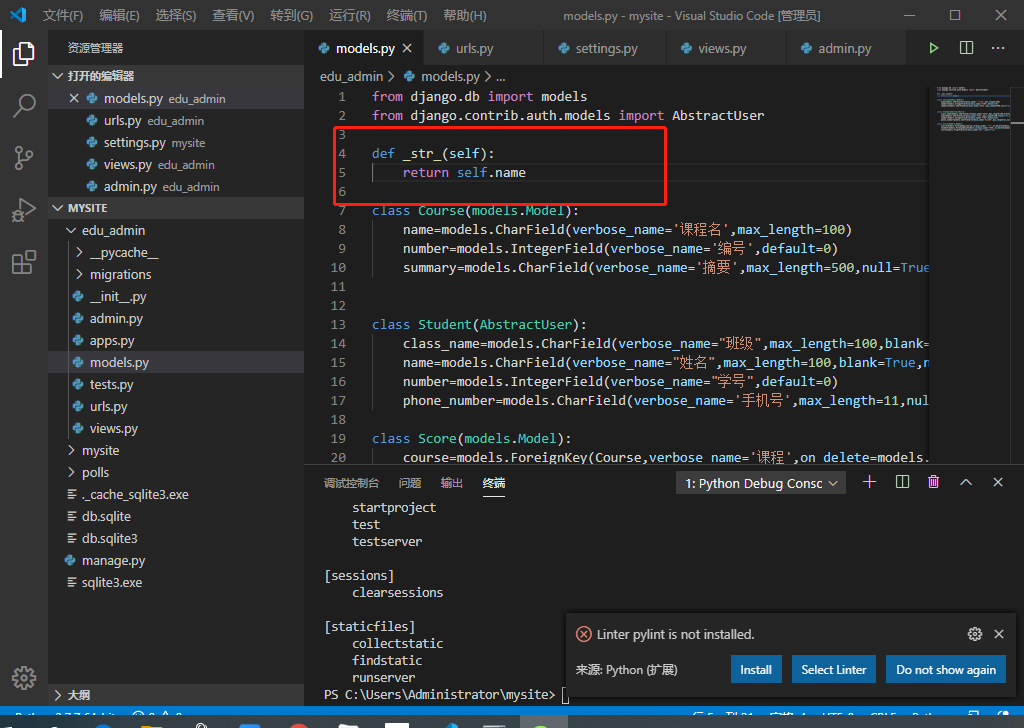 文件(F) 编辑(E) 选择(S) 查看(V) 转到(G) 运行(R) 终端(T) 帮助(H) models.py - mysite - Visual Studio Code [管理员]
资源管理器
打开的编辑器
models.py edu_admin
urls.py edu_admin
settings.py mysite
views.py edu_admin
admin.py edu_admin
MYSITE
edu_admin
__pycache__
migrations
__init__.py
admin.py
apps.py
models.py
tests.py
urls.py
views.py
mysite
polls
._cache_sqlite3.exe
db.sqlite
db.sqlite3
manage.py
sqlite3.exe
大纲
models.py urls.py settings.py views.py admin.py
edu_admin > models.py > ...
1 from django.db import models
2 from django.contrib.auth.models import AbstractUser
3
4 def _str_(self):
5 return self.name
6
7 class Course(models.Model):
8 name=models.CharField(verbose_name='课程名',max_length=100)
9 number=models.IntegerField(verbose_name='编号',default=0)
10 summary=models.CharField(verbose_name='摘要',max_length=500,null=True
11
12
13 class Student(AbstractUser):
14 class_name=models.CharField(verbose_name="班级",max_length=100,blank=
15 name=models.CharField(verbose_name="姓名",max_length=100,blank=True,n
16 number=models.IntegerField(verbose_name="学号",default=0)
17 phone_number=models.CharField(verbose_name='手机号',max_length=11,nul
18
19 class Score(models.Model):
20 course=models.ForeignKey(Course,verbose_name='课程',on_delete=models.
调试控制台 问题 输出 终端 1: Python Debug Consc
startproject
test
testserver
[sessions]
clearsessions
[staticfiles]
collectstatic
findstatic
runserver
PS C:\Users\Administrator\mysite>
Linter pylint is not installed.
来源: Python (扩展)
Install Select Linter Do not show again